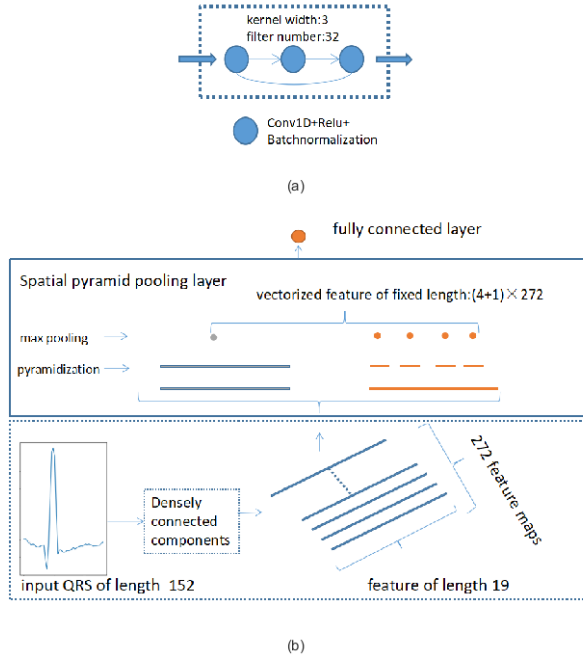 kernel width:3
filter number:32
Conv1D+Relu+
Batchnormalization
(a)
fully connected layer
Spatial pyramid pooling layer
vectorized feature of fixed length:(4+1)×272
max pooling
pyramidization
272 feature maps
Densely
connected
components
input QRS of length 152
feature of length 19
(b)